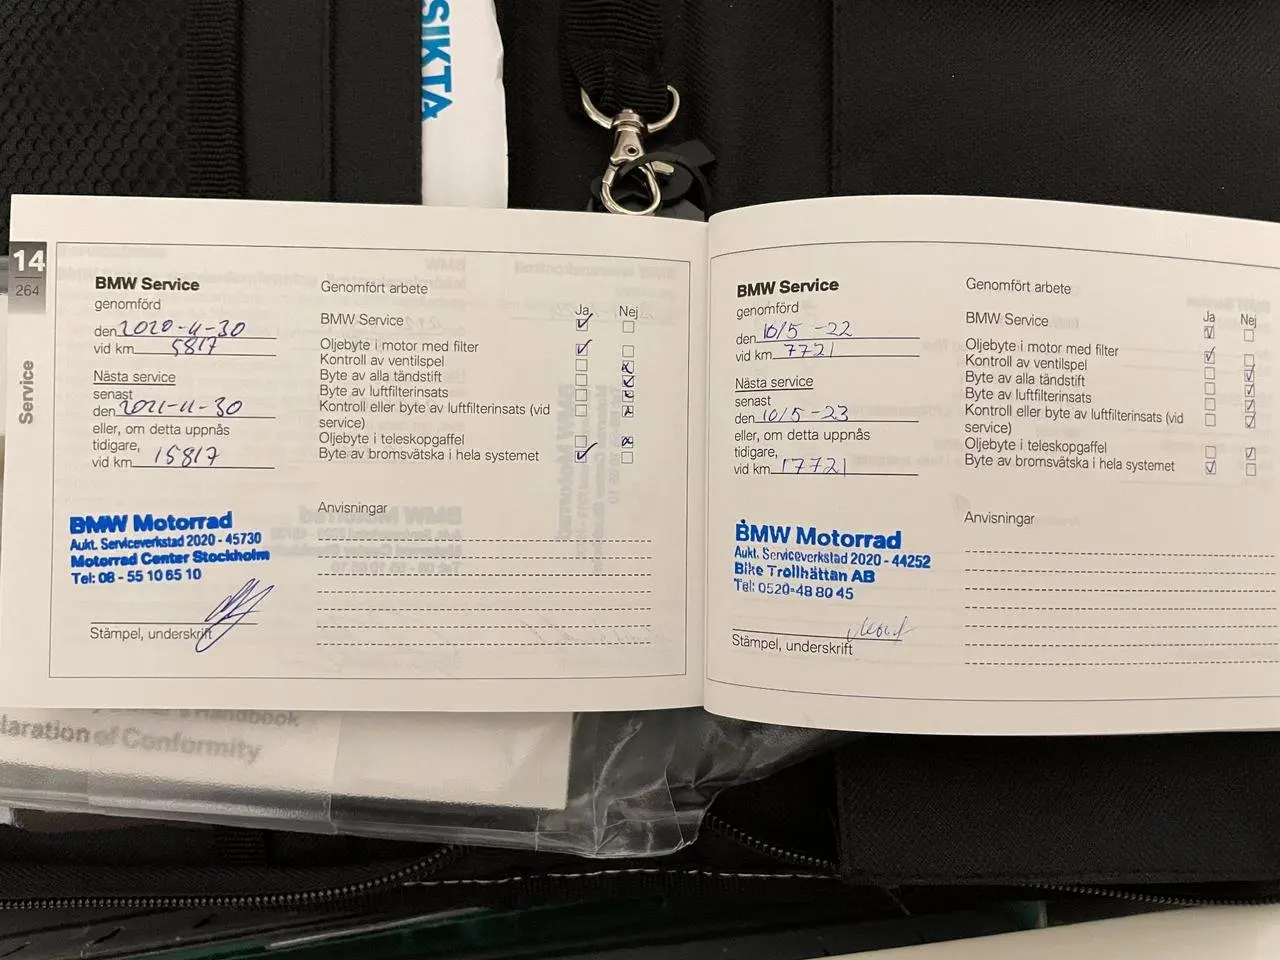 SIKTA
14
264
Service
BMW Service
genomförd
den 2020-11-30
vid km 5817
Nästa service
senast
den 2021-11-30
eller, om detta uppnås
tidigare,
vid km 15817
BMW Motorrad
Aukt. Serviceverkstad 2020 - 45730
Motorrad Center Stockholm
Tel: 08 - 55 10 65 10
Stämpel, underskrift
Genomfört arbete
Ja Nej
BMW Service
Oljebyte i motor med filter
Kontroll av ventilspel
Byte av alla tändstift
Byte av luftfilterinsats
Kontroll eller byte av luftfilterinsats (vid
service)
Oljebyte i teleskopgaffel
Byte av bromsvätska i hela systemet
Anvisningar
BMW Service
genomförd
den 10/5 -22
vid km 7721
Nästa service
senast
den 10/5 -23
eller, om detta uppnås
tidigare,
vid km 17721
BMW Motorrad
Aukt. Serviceverkstad 2020 - 44252
Bike Trollhättan AB
Tel: 0520-48 80 45
Stämpel, underskrift
Genomfört arbete
Ja Nej
BMW Service
Oljebyte i motor med filter
Kontroll av ventilspel
Byte av alla tändstift
Byte av luftfilterinsats
Kontroll eller byte av luftfilterinsats (vid
service)
Oljebyte i teleskopgaffel
Byte av bromsvätska i hela systemet
Anvisningar
Handbook
laration of Conformity